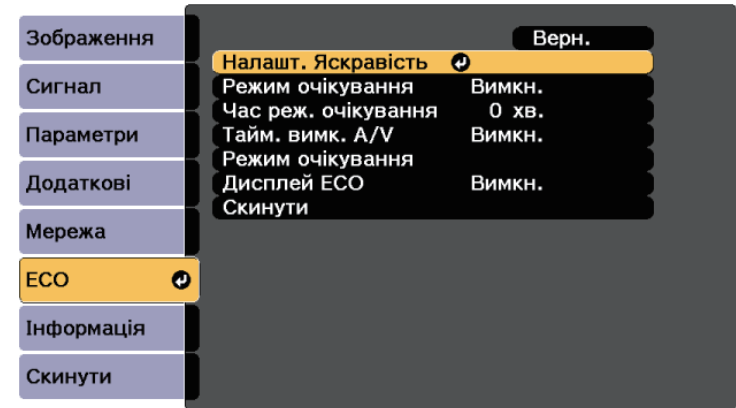 Зображення
Сигнал
Параметри
Додаткові
Мережа
ECO
Інформація
Скинути
Верн.
Налашт. Яскравість
Режим очікування Вимкн.
Час реж. очікування 0 хв.
Тайм. вимк. A/V Вимкн.
Режим очікування
Дисплей ECO Вимкн.
Скинути